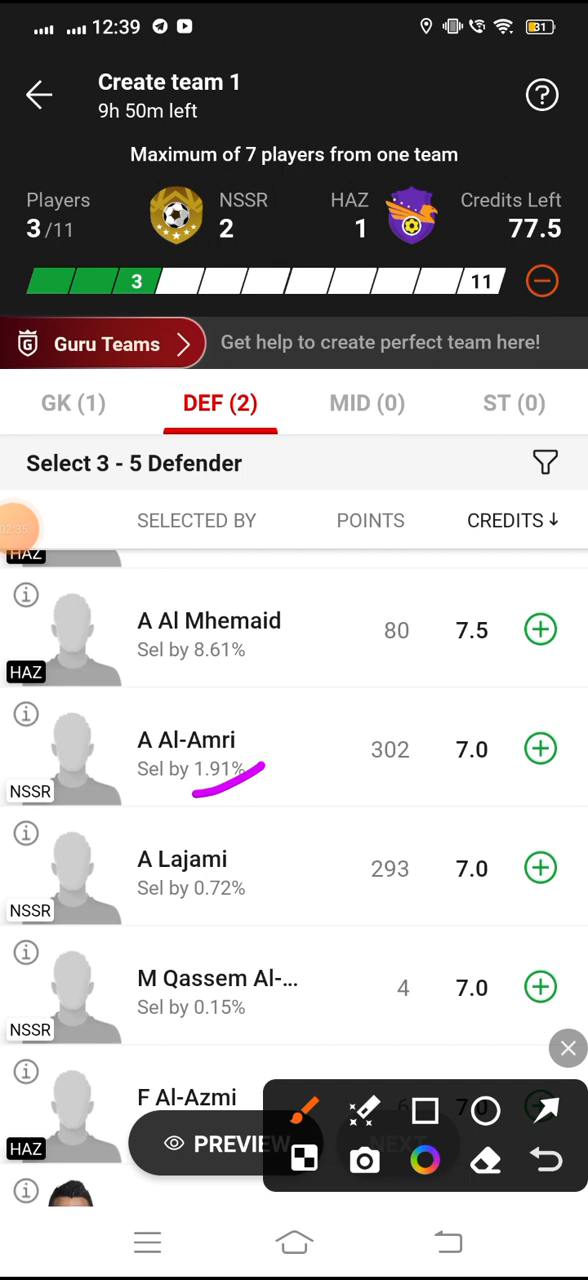 12:39
31
Create team 1
9h 50m left
?
Maximum of 7 players from one team
Players NSSR HAZ Credits Left
3/11 2 1 77.5
3 11
G Guru Teams Get help to create perfect team here!
GK (1) DEF (2) MID (0) ST (0)
Select 3 - 5 Defender
02:35 SELECTED BY POINTS CREDITS↓
HAZ
A Al Mhemaid 80 7.5
Sel by 8.61%
HAZ
A Al-Amri 302 7.0
Sel by 1.91%
NSSR
A Lajami 293 7.0
Sel by 0.72%
NSSR
M Qassem Al-... 4 7.0
Sel by 0.15%
NSSR
F Al-Azmi
HAZ
PREVIEW NEXT